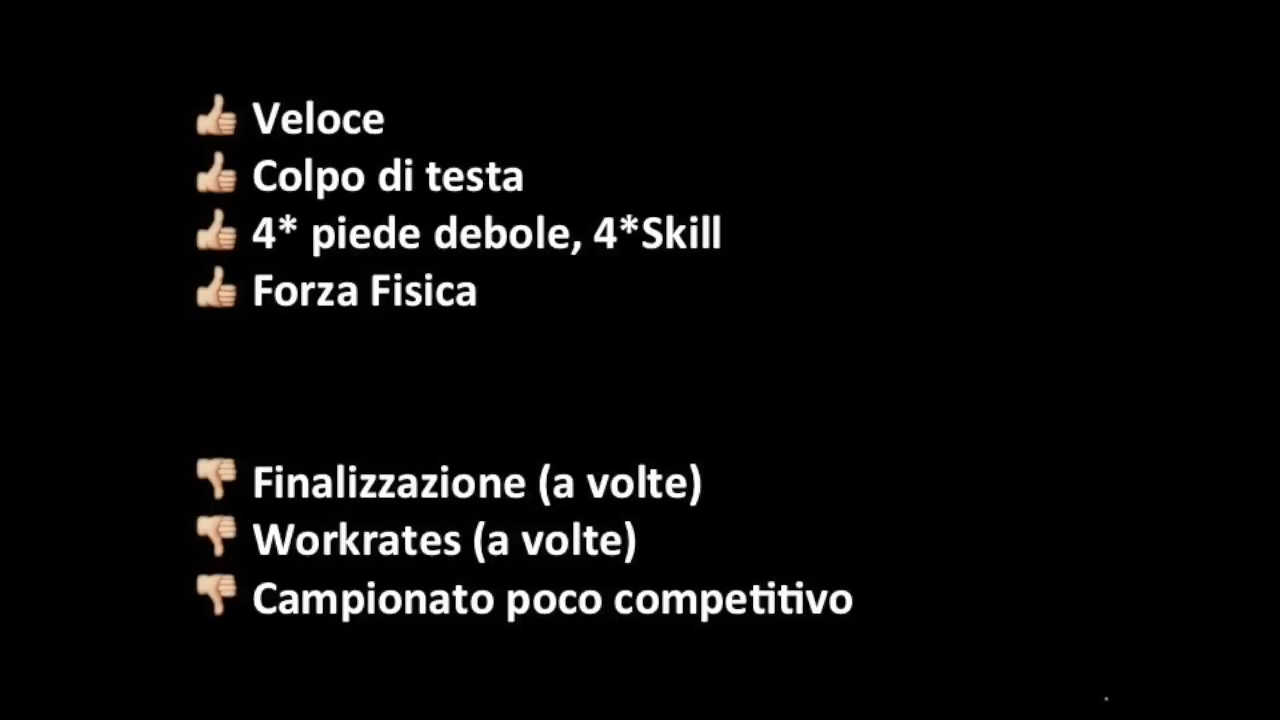 👍🏼 Veloce
👍🏼 Colpo di testa
👍🏼 4* piede debole, 4*Skill
👍🏼 Forza Fisica
👎🏼 Finalizzazione (a volte)
👎🏼 Workrates (a volte)
👎🏼 Campionato poco competitivo